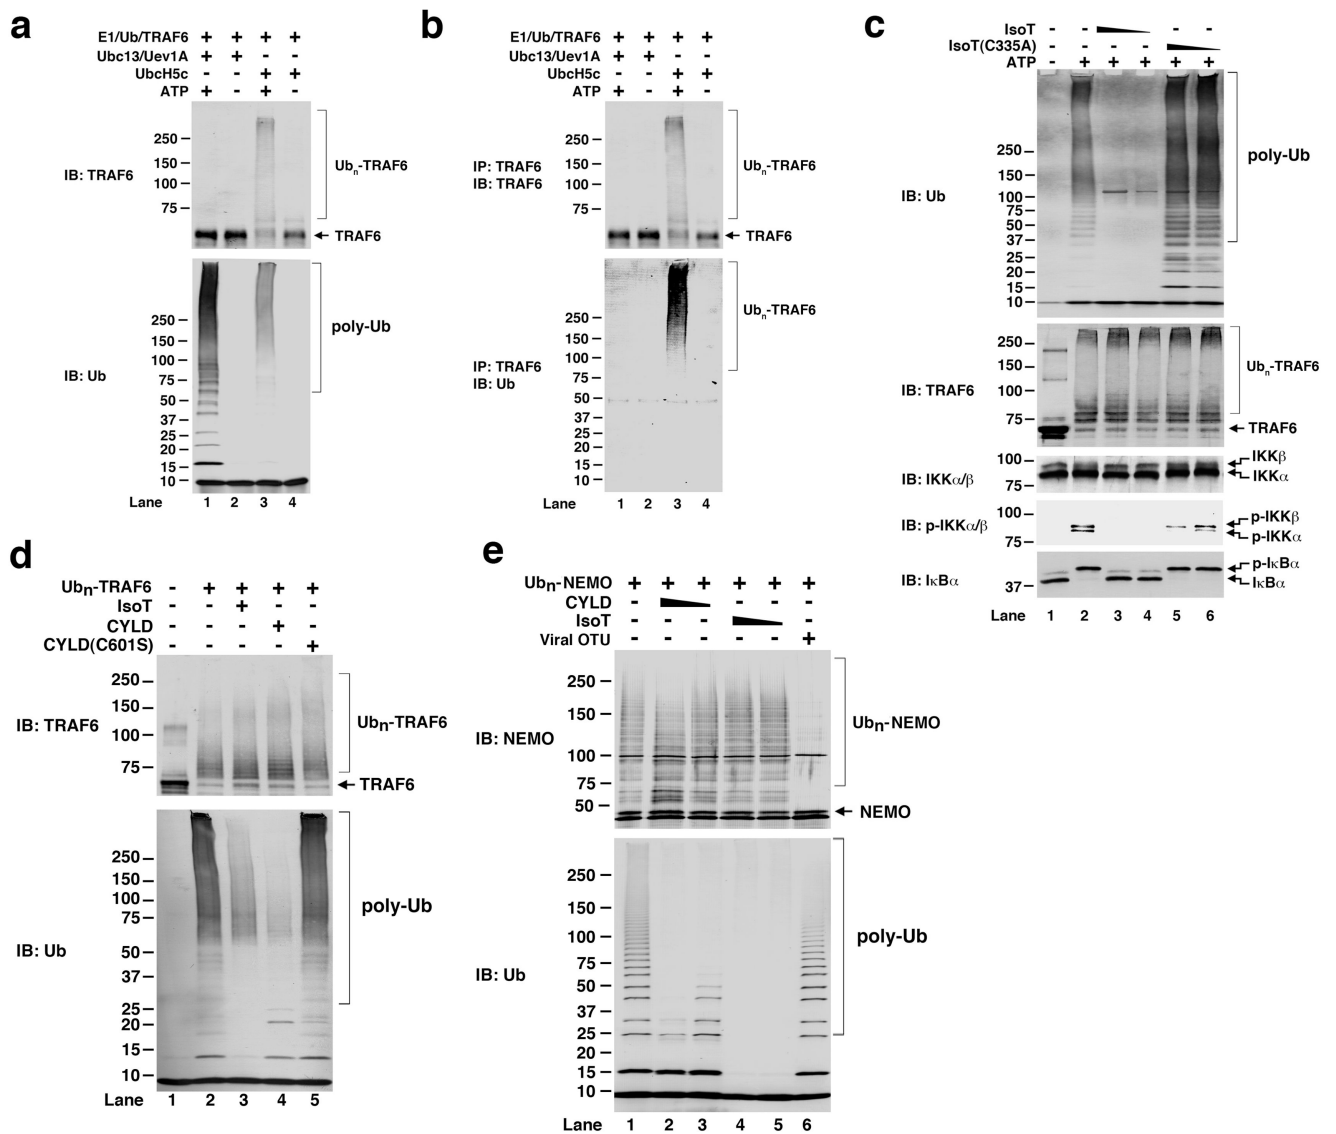 a
E1/Ub/TRAF6 + + + +
Ubc13/Uev1A + + - -
UbcH5c - - + +
ATP + - + -
250
150
100
75
IB: TRAF6
Ubn-TRAF6
TRAF6
250
150
100
75
50
37
25
20
15
10
IB: Ub
poly-Ub
Lane 1 2 3 4
b
E1/Ub/TRAF6 + + + +
Ubc13/Uev1A + + - -
UbcH5c - - + +
ATP + - + -
250
150
100
75
IP: TRAF6
IB: TRAF6
Ubn-TRAF6
TRAF6
250
150
100
75
50
37
25
20
15
10
IP: TRAF6
IB: Ub
Ubn-TRAF6
Lane 1 2 3 4
c
IsoT - - - -
IsoT(C335A) - - - -
ATP - + + + + +
250
150
100
75
50
37
25
20
15
10
IB: Ub
poly-Ub
250
150
100
75
IB: TRAF6
Ubn-TRAF6
TRAF6
100
75
IB: IKKα/β
IKKβ
IKKα
100
75
IB: p-IKKα/β
p-IKKβ
p-IKKα
37
IB: IκBα
p-IκBα
IκBα
Lane 1 2 3 4 5 6
d
Ubn-TRAF6 - + + + +
IsoT - - + - -
CYLD - - - + -
CYLD(C601S) - - - - +
250
150
100
75
IB: TRAF6
Ubn-TRAF6
TRAF6
250
150
100
75
50
37
25
20
15
10
IB: Ub
poly-Ub
Lane 1 2 3 4 5
e
Ubn-NEMO + + + + + +
CYLD - - - -
IsoT - - - -
Viral OTU - - - - - +
250
150
100
75
50
IB: NEMO
Ubn-NEMO
NEMO
250
150
100
75
50
37
25
15
10
IB: Ub
poly-Ub
Lane 1 2 3 4 5 6